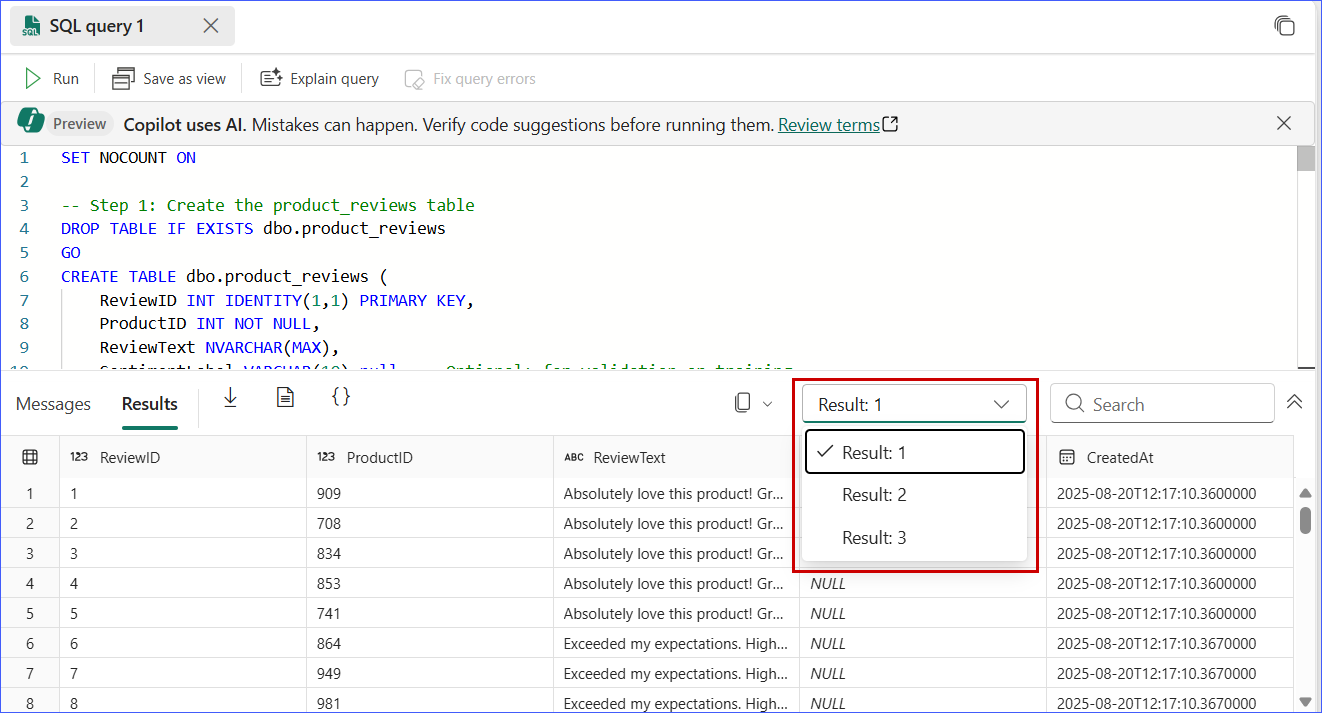 SQL query 1
Run Save as view Explain query Fix query errors
Preview Copilot uses AI. Mistakes can happen. Verify code suggestions before running them. Review terms
1 SET NOCOUNT ON
2
3 -- Step 1: Create the product_reviews table
4 DROP TABLE IF EXISTS dbo.product_reviews
5 GO
6 CREATE TABLE dbo.product_reviews (
7 ReviewID INT IDENTITY(1,1) PRIMARY KEY,
8 ProductID INT NOT NULL,
9 ReviewText NVARCHAR(MAX),
Messages Results {} Result: 1 Search
Result: 1
Result: 2
Result: 3
123 ReviewID 123 ProductID ABC ReviewText CreatedAt
1 1 909 Absolutely love this product! Gr... 2025-08-20T12:17:10.3600000
2 2 708 Absolutely love this product! Gr... 2025-08-20T12:17:10.3600000
3 3 834 Absolutely love this product! Gr... 2025-08-20T12:17:10.3600000
4 4 853 Absolutely love this product! Gr... NULL 2025-08-20T12:17:10.3600000
5 5 741 Absolutely love this product! Gr... NULL 2025-08-20T12:17:10.3600000
6 6 864 Exceeded my expectations. High... NULL 2025-08-20T12:17:10.3670000
7 7 949 Exceeded my expectations. High... NULL 2025-08-20T12:17:10.3670000
8 8 981 Exceeded my expectations. High... NULL 2025-08-20T12:17:10.3670000